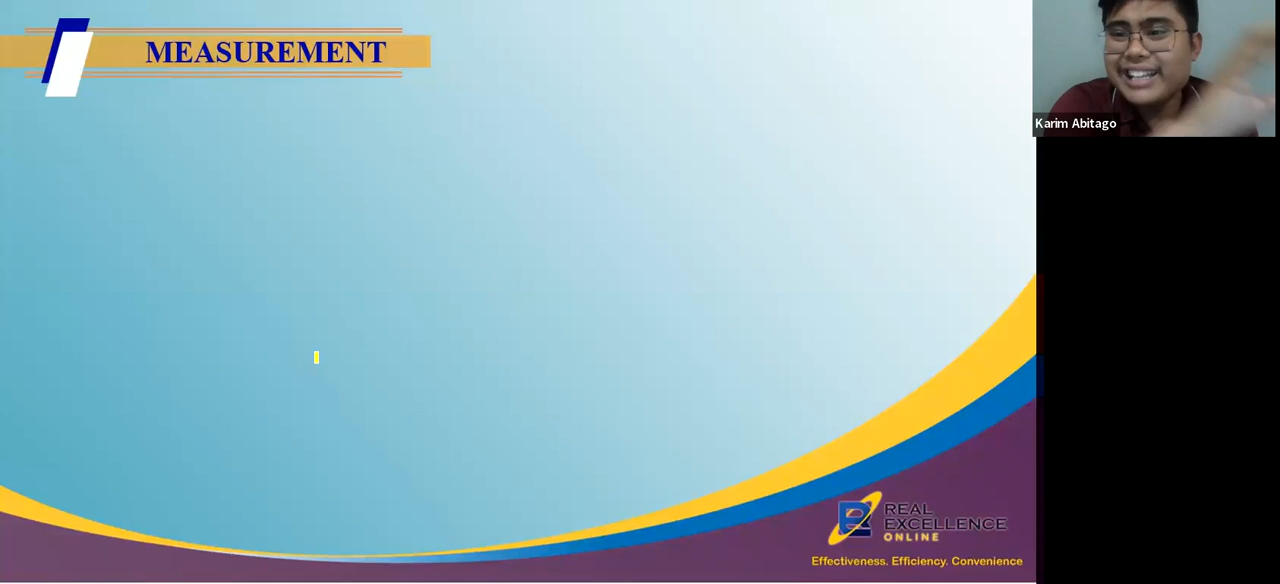 MEASUREMENT
Karim Abitago
REAL
EXCELLENCE
ONLINE
Effectiveness. Efficiency. Convenience